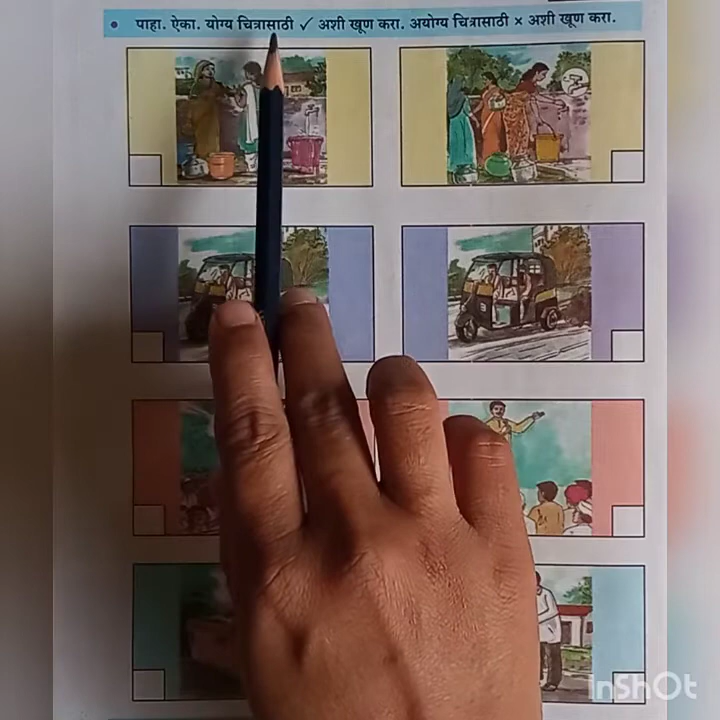 • पाहा. ऐका. योग्य चित्रासाठी ✓ अशी खूण करा. अयोग्य चित्रासाठी × अशी खूण करा.
InShOt